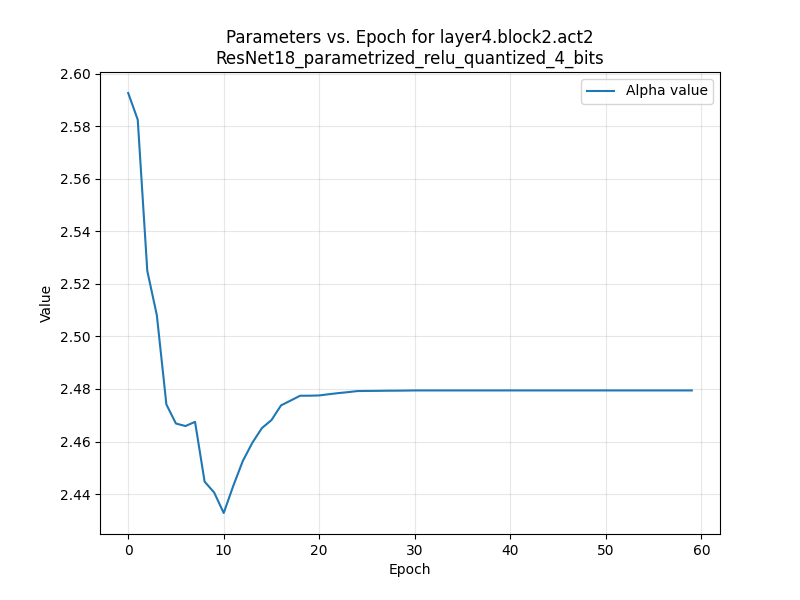 Parameters vs. Epoch for layer4.block2.act2
ResNet18_parametrized_relu_quantized_4_bits
Alpha value
2.60
2.58
2.56
2.54
2.52
2.50
2.48
2.46
2.44
Value
0 10 20 30 40 50 60
Epoch